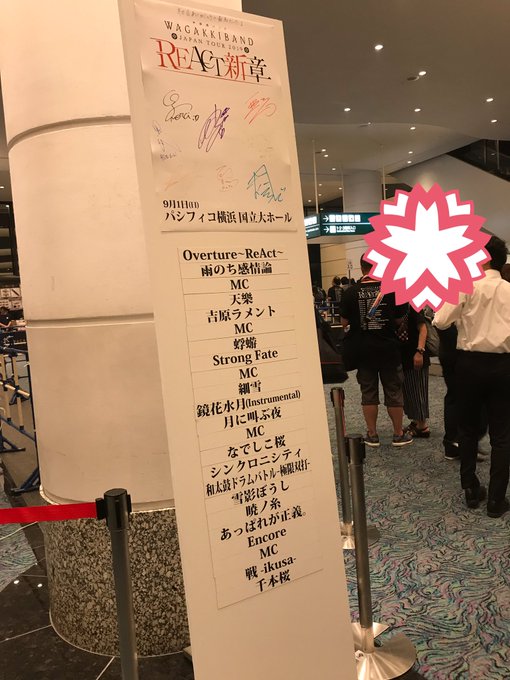 WAGAKKIBAND
JAPAN TOUR 2019
REACT新章
9月1日(日)
パシフィコ横浜 国立大ホール
Overture~ReAct~
雨のち感情論
MC
天樂
吉原ラメント
MC
蜉蝣
Strong Fate
MC
細雪
鏡花水月(Instrumental)
月に叫ぶ夜
MC
なでしこ桜
シンクロニシティ
和太鼓ドラムバトル-極限双打-
雪影ぼうし
暁ノ糸
あっぱれが正義。
Encore
MC
戦 -ikusa-
千本桜